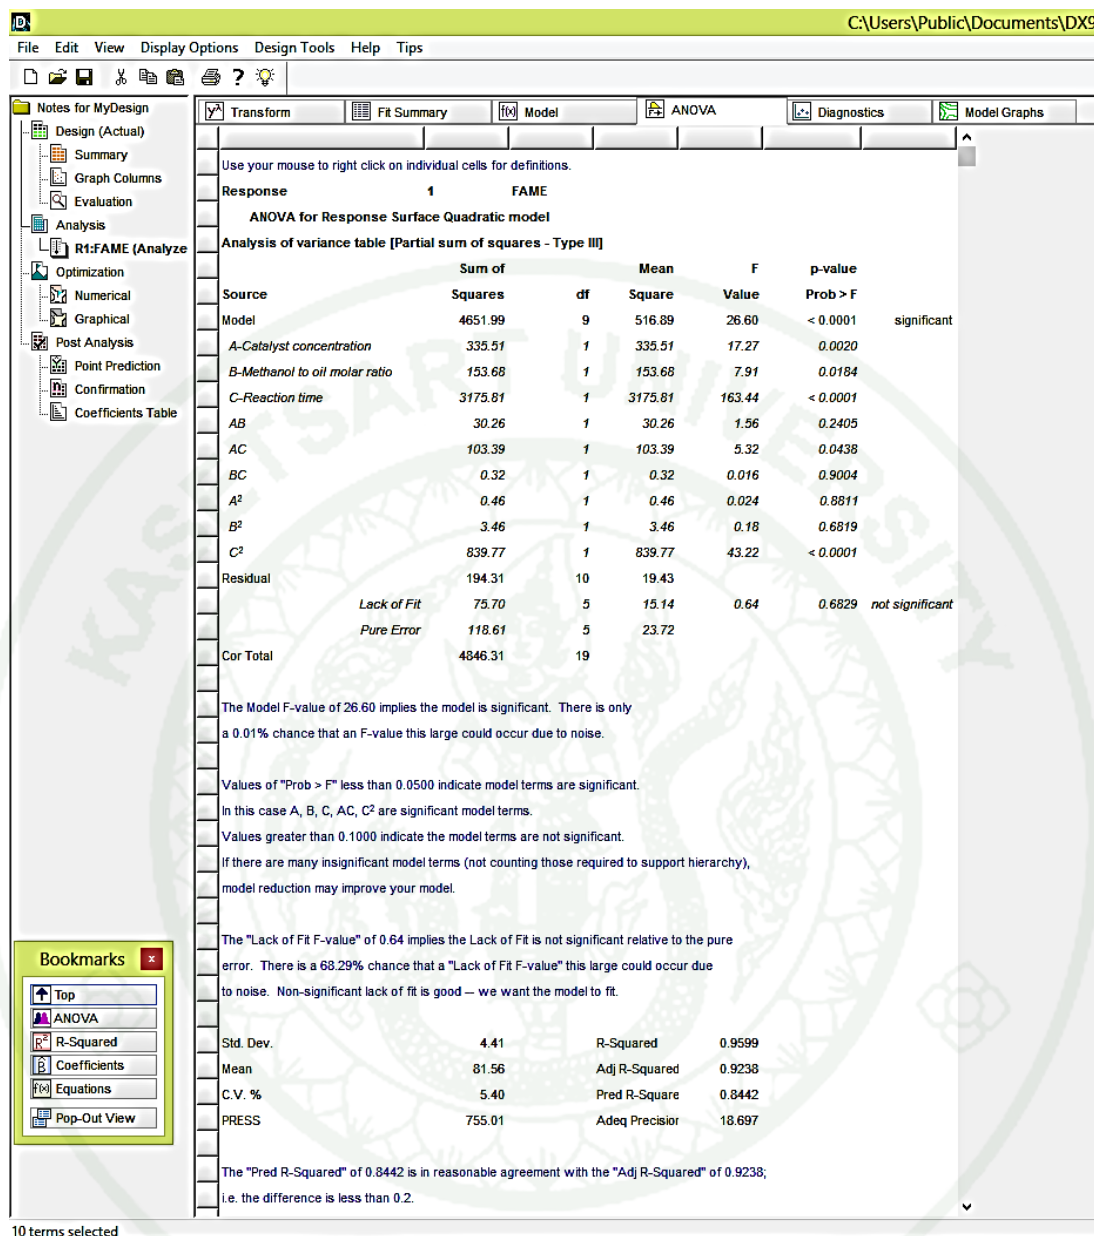 C:\Users\Public\Documents\DX9
File Edit View Display Options Design Tools Help Tips
Notes for MyDesign
Design (Actual)
Summary
Graph Columns
Evaluation
Analysis
R1:FAME (Analyze
Optimization
Numerical
Graphical
Post Analysis
Point Prediction
Confirmation
Coefficients Table
Transform Fit Summary f(x) Model ANOVA Diagnostics Model Graphs
Use your mouse to right click on individual cells for definitions.
Response 1 FAME
ANOVA for Response Surface Quadratic model
Analysis of variance table [Partial sum of squares - Type III]
Sum of Mean F p-value
Source Squares df Square Value Prob > F
Model 4651.99 9 516.89 26.60 < 0.0001 significant
A-Catalyst concentration 335.51 1 335.51 17.27 0.0020
B-Methanol to oil molar ratio 153.68 1 153.68 7.91 0.0184
C-Reaction time 3175.81 1 3175.81 163.44 < 0.0001
AB 30.26 1 30.26 1.56 0.2405
AC 103.39 1 103.39 5.32 0.0438
BC 0.32 1 0.32 0.016 0.9004
A² 0.46 1 0.46 0.024 0.8811
B² 3.46 1 3.46 0.18 0.6819
C² 839.77 1 839.77 43.22 < 0.0001
Residual 194.31 10 19.43
Lack of Fit 75.70 5 15.14 0.64 0.6829 not significant
Pure Error 118.61 5 23.72
Cor Total 4846.31 19
The Model F-value of 26.60 implies the model is significant. There is only
a 0.01% chance that an F-value this large could occur due to noise.
Values of "Prob > F" less than 0.0500 indicate model terms are significant.
In this case A, B, C, AC, C² are significant model terms.
Values greater than 0.1000 indicate the model terms are not significant.
If there are many insignificant model terms (not counting those required to support hierarchy),
model reduction may improve your model.
The "Lack of Fit F-value" of 0.64 implies the Lack of Fit is not significant relative to the pure
error. There is a 68.29% chance that a "Lack of Fit F-value" this large could occur due
to noise. Non-significant lack of fit is good -- we want the model to fit.
Std. Dev. 4.41 R-Squared 0.9599
Mean 81.56 Adj R-Squared 0.9238
C.V. % 5.40 Pred R-Square 0.8442
PRESS 755.01 Adeq Precisior 18.697
The "Pred R-Squared" of 0.8442 is in reasonable agreement with the "Adj R-Squared" of 0.9238;
i.e. the difference is less than 0.2.
Bookmarks x
Top
ANOVA
R² R-Squared
β Coefficients
f(x) Equations
Pop-Out View
10 terms selected
KASETSART UNIVERSITY